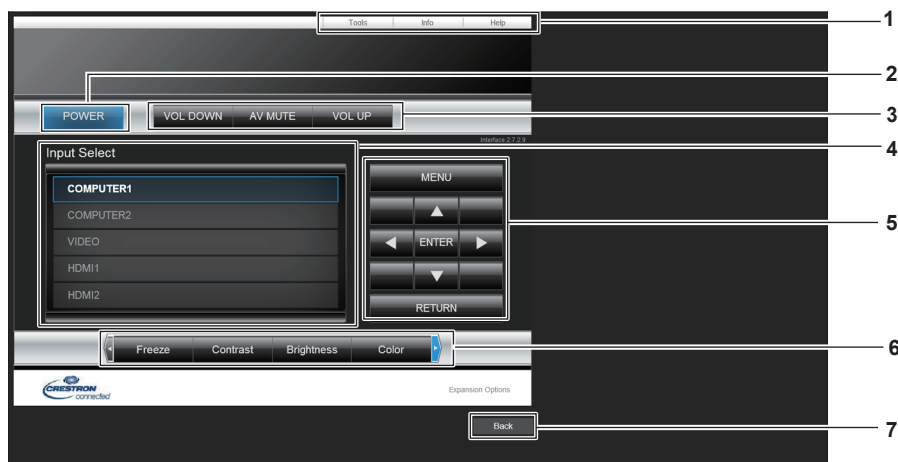 Tools Info Help 1
2
POWER VOL DOWN AV MUTE VOL UP 3
Interface 2.7.2.9
4
Input Select
COMPUTER1
COMPUTER2
VIDEO
HDMI1
HDMI2
MENU
ENTER
RETURN
5
Freeze Contrast Brightness Color 6
CRESTRON
connected
Expansion Options
Back 7